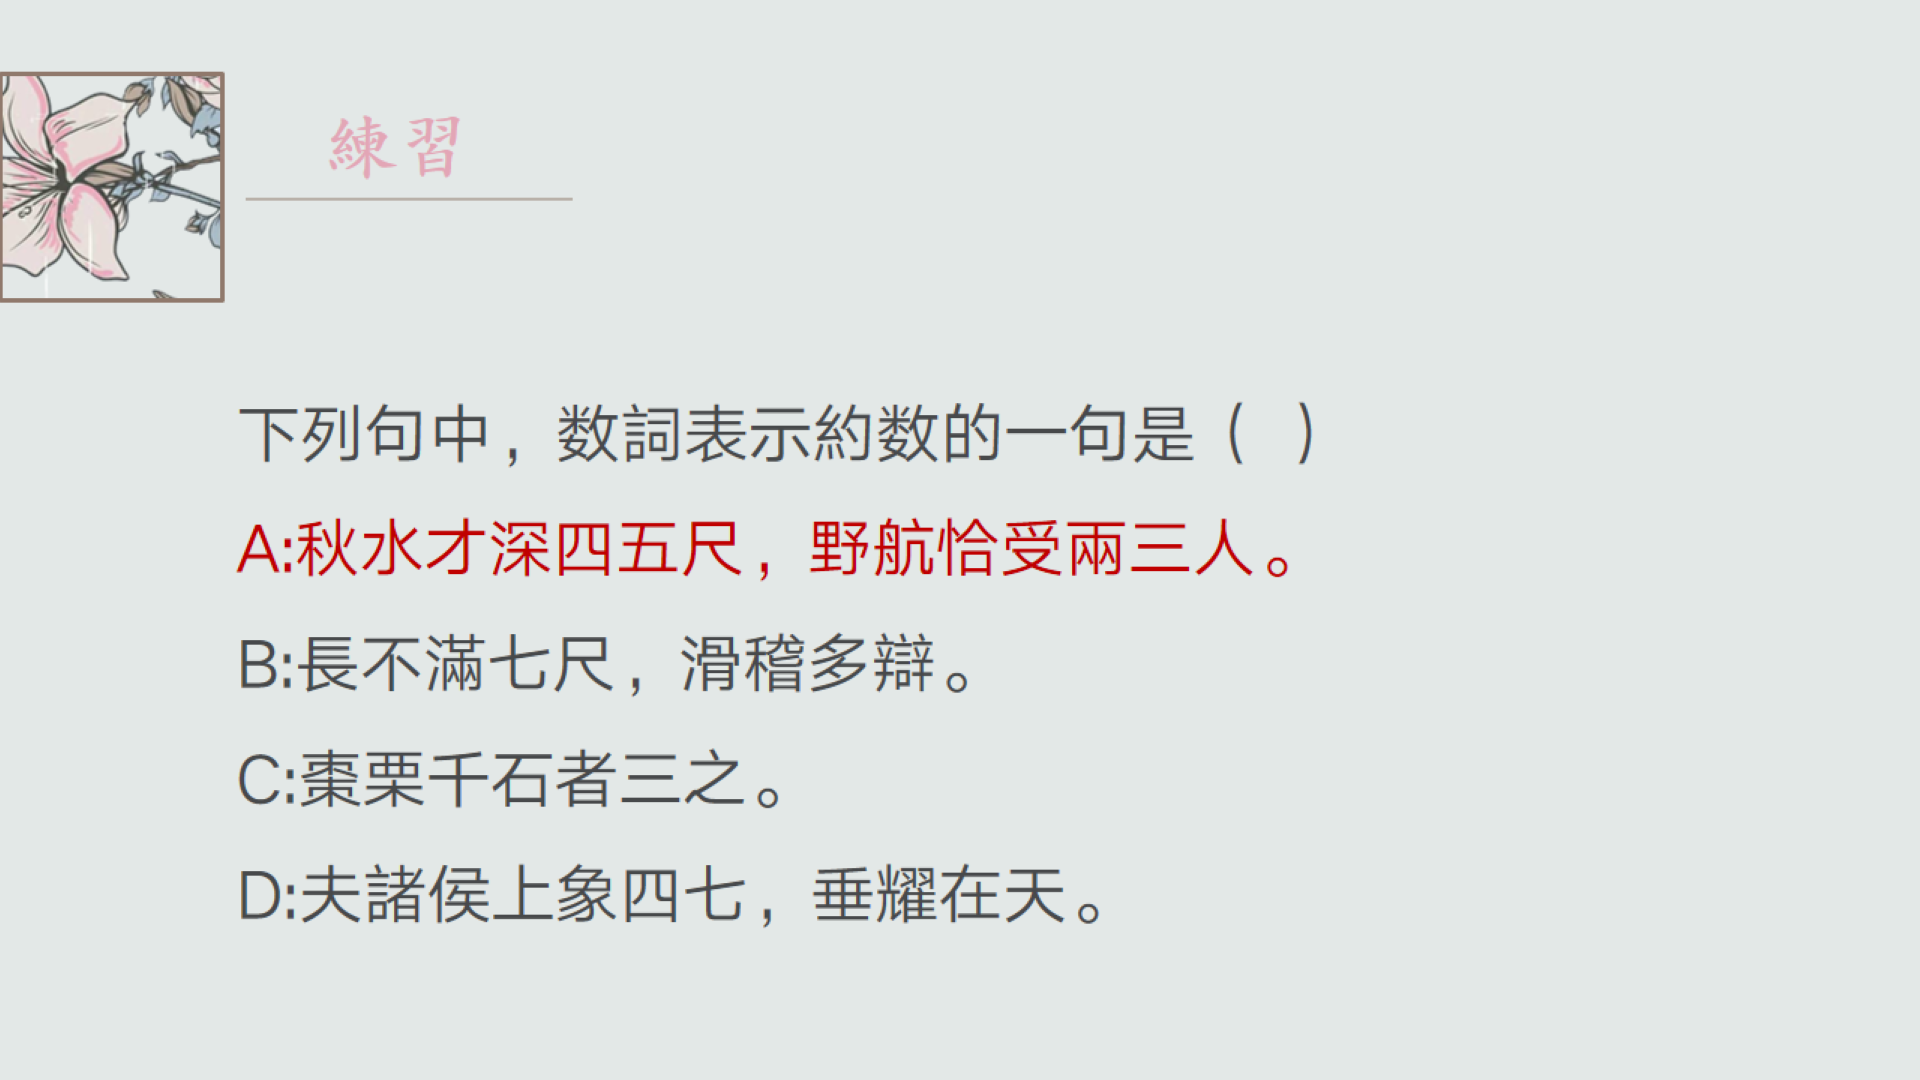 練習
下列句中，数詞表示約数的一句是（ ）
A:秋水才深四五尺，野航恰受兩三人。
B:長不滿七尺，滑稽多辯。
C:棗栗千石者三之。
D:夫諸侯上象四七，垂耀在天。